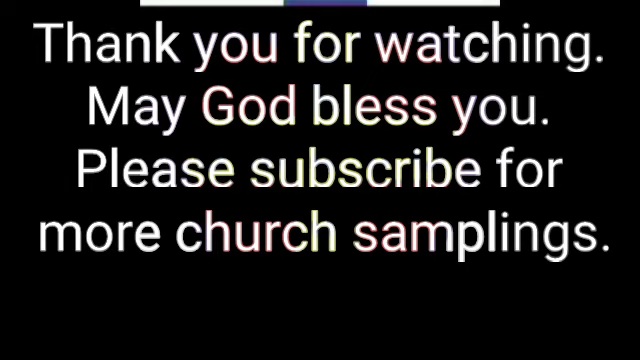 Thank you for watching.
May God bless you.
Please subscribe for
more church samplings.